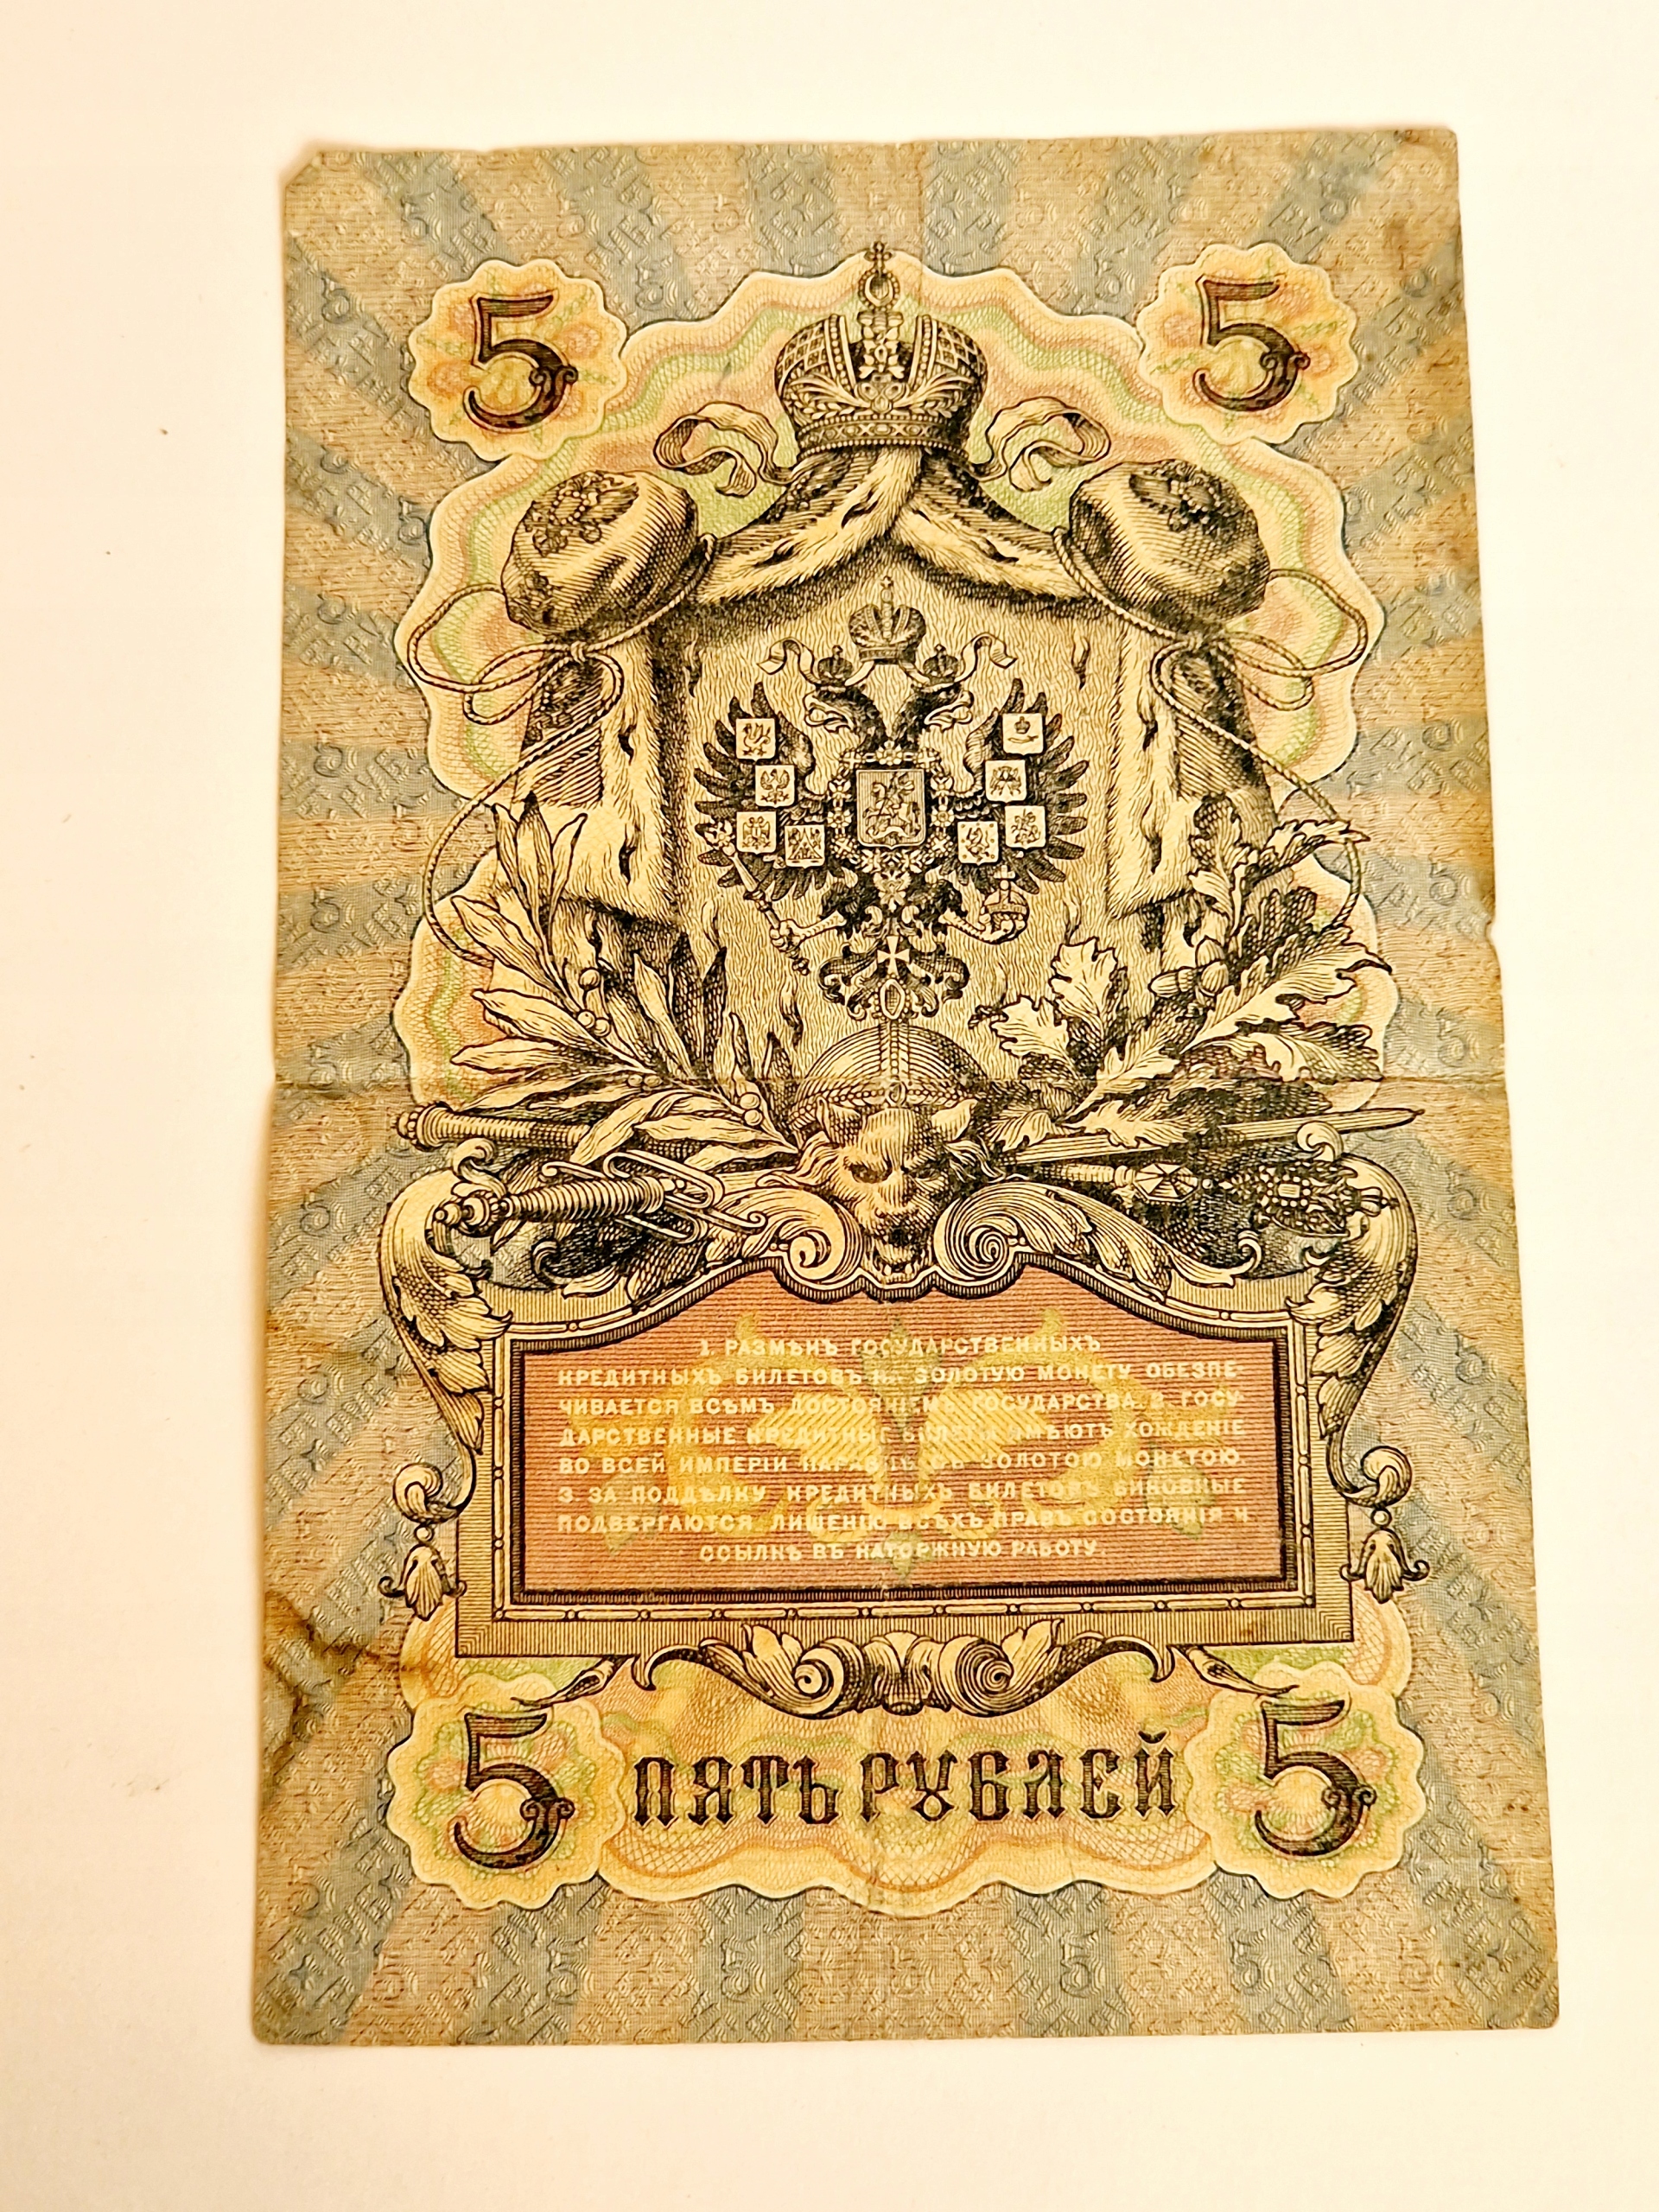 5 5
1. РАЗМѢНЪ ГОСУДАРСТВЕННЫХЪ
КРЕДИТНЫХЪ БИЛЕТОВЪ НА ЗОЛОТУЮ МОНЕТУ ОБЕЗПЕ-
ЧИВАЕТСЯ ВСѢМЪ ДОСТОЯНІЕМЪ ГОСУДАРСТВА. 2. ГОСУ-
ДАРСТВЕННЫЕ КРЕДИТНЫЕ БИЛЕТЫ ИМѢЮТЪ ХОЖДЕНІЕ
ВО ВСЕЙ ИМПЕРІИ НАРАВНѢ СЪ ЗОЛОТОЮ МОНЕТОЮ.
3. ЗА ПОДДѢЛКУ КРЕДИТНЫХЪ БИЛЕТОВЪ ВИНОВНЫЕ
ПОДВЕРГАЮТСЯ ЛИШЕНІЮ ВСѢХЪ ПРАВЪ СОСТОЯНІЯ И
ССЫЛКѢ ВЪ КАТОРЖНУЮ РАБОТУ.
5 ПЯТЬ РУБЛЕЙ 5